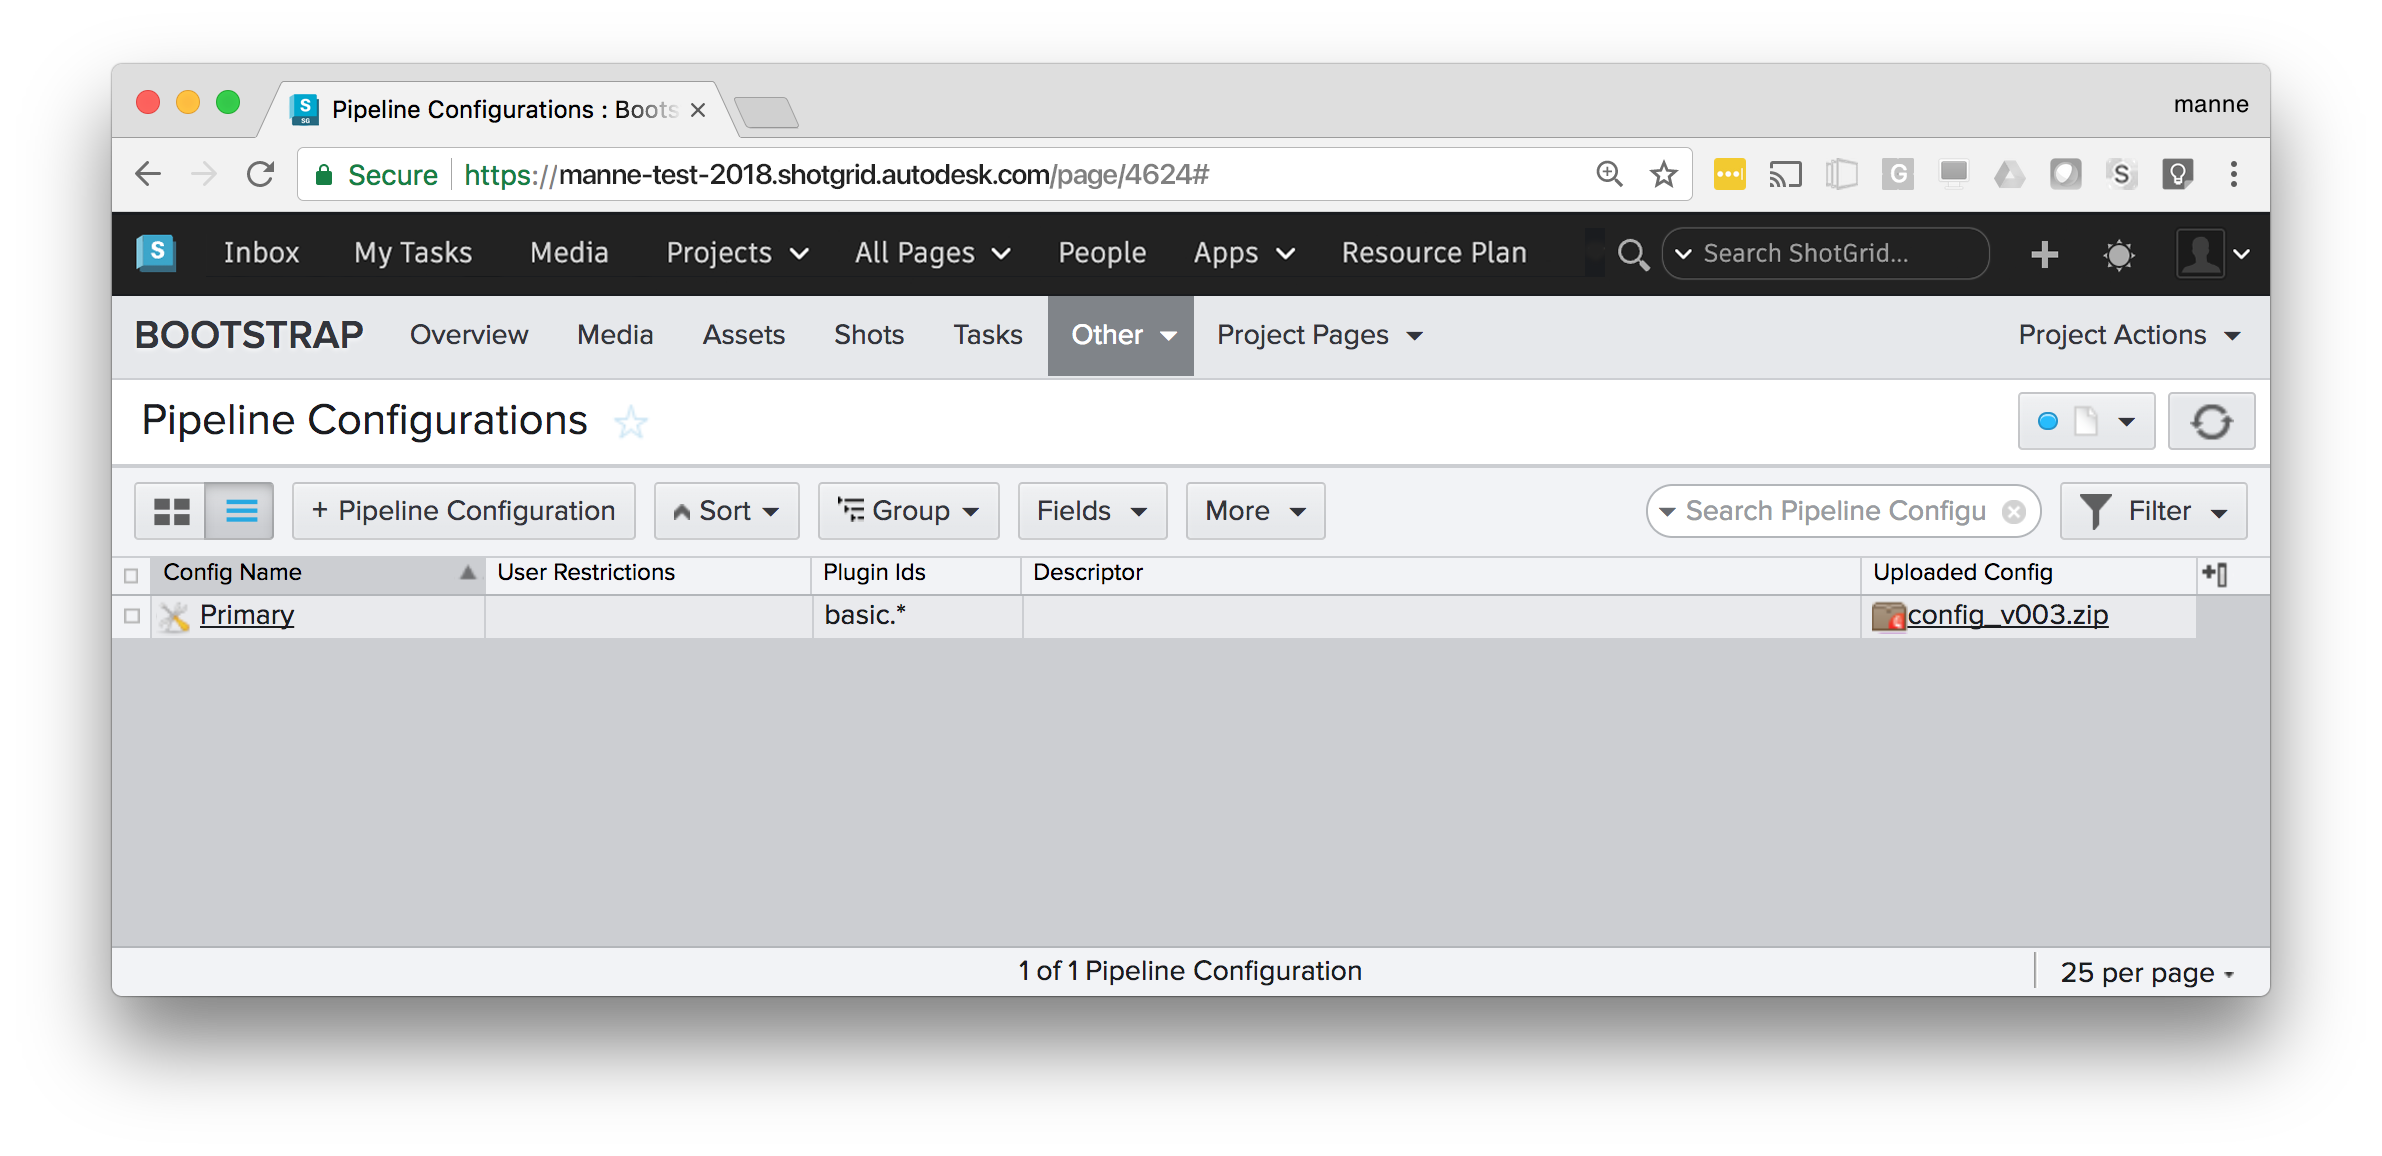 Pipeline Configurations : Boots
manne
Secure https://manne-test-2018.shotgrid.autodesk.com/page/4624#
Inbox My Tasks Media Projects All Pages People Apps Resource Plan Search ShotGrid...
BOOTSTRAP Overview Media Assets Shots Tasks Other Project Pages Project Actions
Pipeline Configurations
+ Pipeline Configuration Sort Group Fields More Search Pipeline Configu Filter
Config Name User Restrictions Plugin Ids Descriptor Uploaded Config
Primary basic.* config_v003.zip
1 of 1 Pipeline Configuration 25 per page